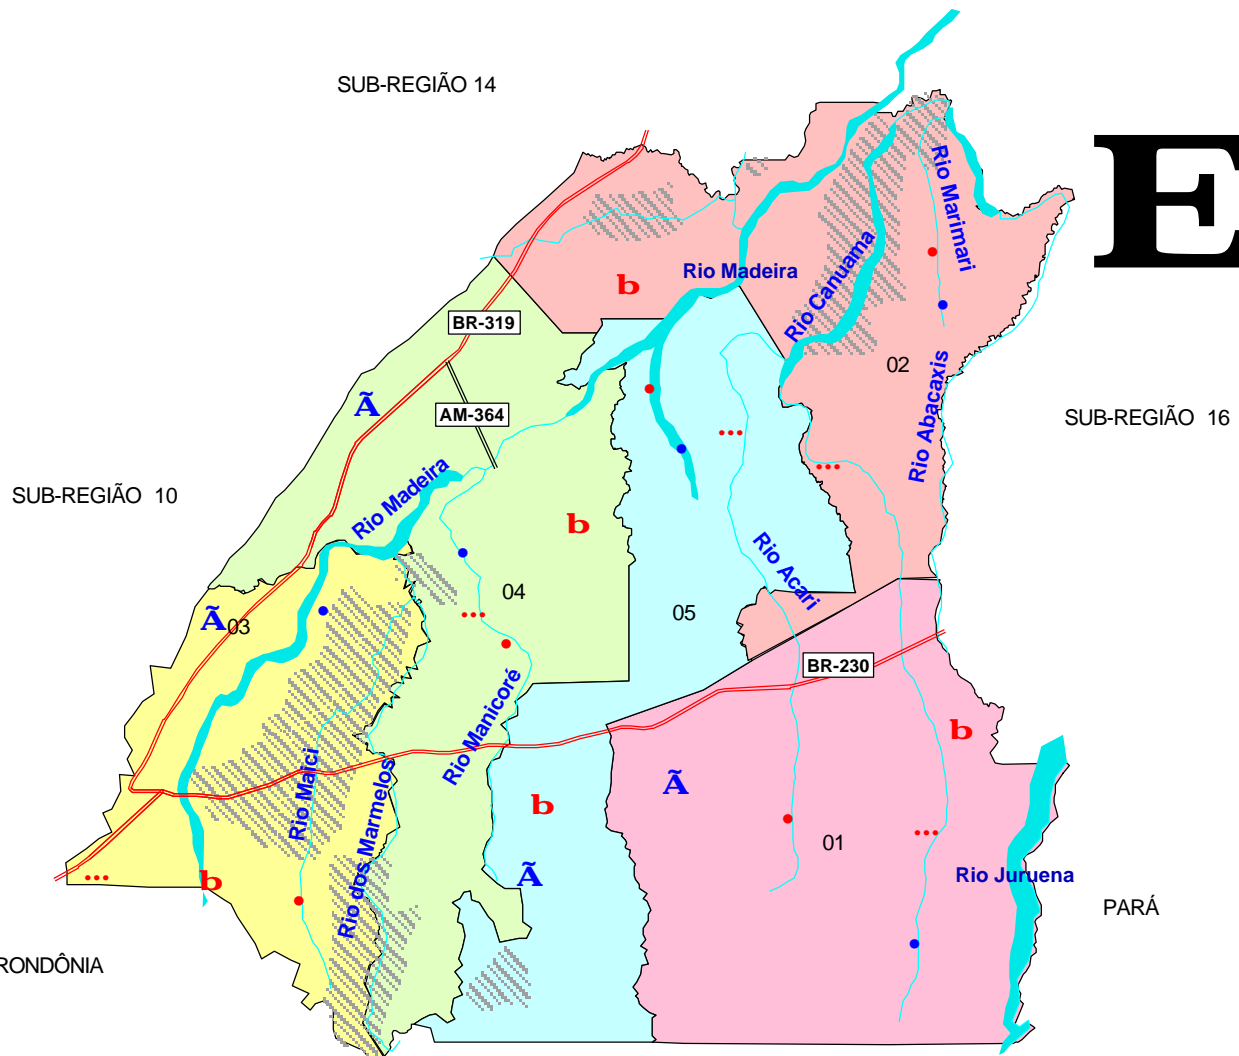 SUB-REGIÃO 14
E
Rio Marimari
Rio Madeira
Rio Canuama
b
BR-319
02
Ã
AM-364
Rio Abacaxis
SUB-REGIÃO 16
Rio Madeira
SUB-REGIÃO 10
b
Rio Acari
04
05
Ã
03
BR-230
Rio Manicoré
b
Rio Maici
Rio dos Marmelos
Ã
b
01
Ã
b
Rio Juruena
PARÁ
RONDÔNIA